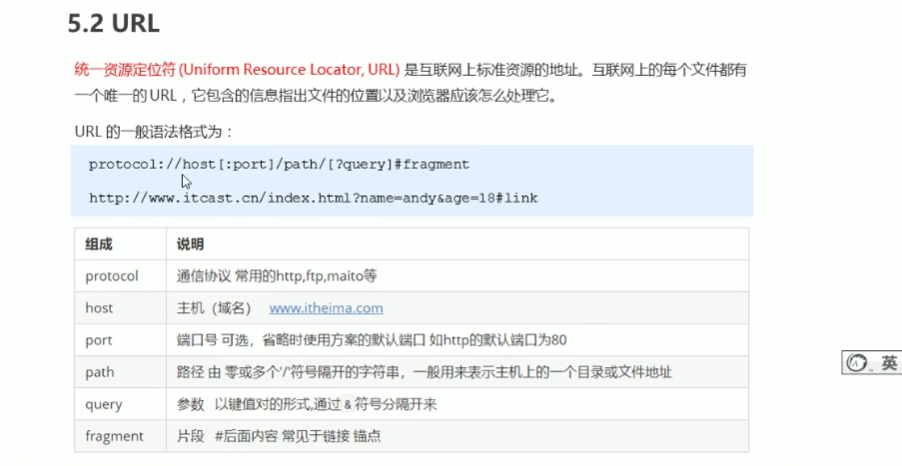 5.2 URL
统一资源定位符(Uniform Resource Locator, URL) 是互联网上标准资源的地址。互联网上的每个文件都有
一个唯一的URL，它包含的信息指出文件的位置以及浏览器应该怎么处理它。
URL 的一般语法格式为：
protocol://host[:port]/path/[?query]#fragment
http://www.itcast.cn/index.html?name=andy&age=18#link
组成 说明
protocol 通信协议 常用的http,ftp,maito等
host 主机（域名） www.itheima.com
port 端口号 可选，省略时使用方案的默认端口 如http的默认端口为80
path 路径 由 零或多个'/'符号隔开的字符串，一般用来表示主机上的一个目录或文件地址
query 参数 以键值对的形式,通过&符号分隔开来
fragment 片段 #后面内容 常见于链接 锚点
英